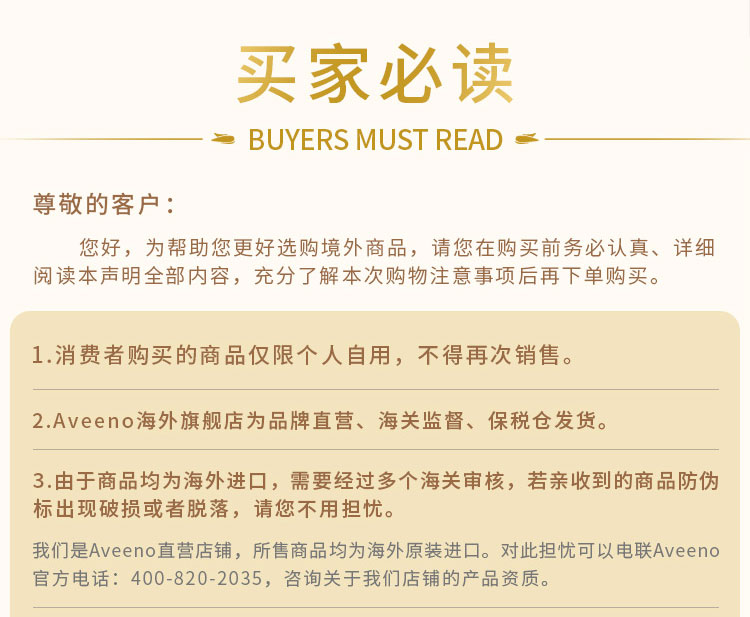 买家必读
BUYERS MUST READ
尊敬的客户：
您好，为帮助您更好选购境外商品，请您在购买前务必认真、详细
阅读本声明全部内容，充分了解本次购物注意事项后再下单购买。
1.消费者购买的商品仅限个人自用，不得再次销售。
2.Aveeno海外旗舰店为品牌直营、海关监督、保税仓发货。
3.由于商品均为海外进口，需要经过多个海关审核，若亲收到的商品防伪
标出现破损或者脱落，请您不用担忧。
我们是Aveeno直营店铺，所售商品均为海外原装进口。对此担忧可以电联Aveeno
官方电话：400-820-2035，咨询关于我们店铺的产品资质。